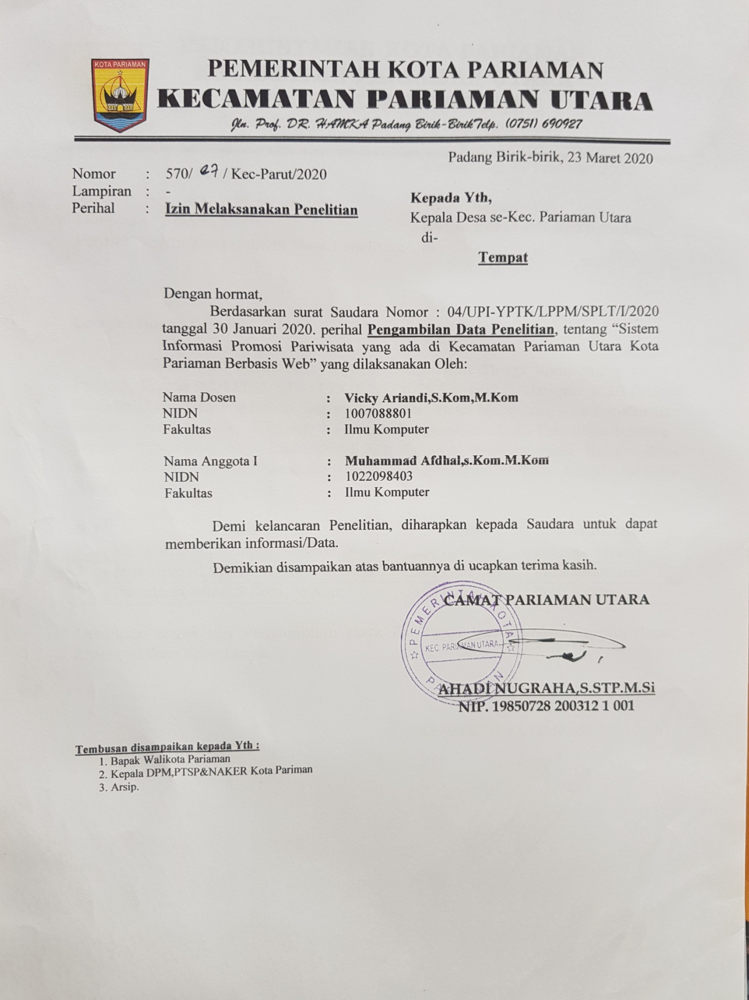 KOTA PARIAMAN
PEMERINTAH KOTA PARIAMAN
KECAMATAN PARIAMAN UTARA
Jln. Prof. DR. HAMKA Padang Birik-Birik Telp. (0751) 690927
Padang Birik-birik, 23 Maret 2020
Nomor : 570/ 27 / Kec-Parut/2020
Lampiran : -
Perihal : Izin Melaksanakan Penelitian
Kepada Yth,
Kepala Desa se-Kec. Pariaman Utara
di-
Tempat
Dengan hormat,
Berdasarkan surat Saudara Nomor : 04/UPI-YPTK/LPPM/SPLT/I/2020
tanggal 30 Januari 2020. perihal Pengambilan Data Penelitian, tentang “Sistem
Informasi Promosi Pariwisata yang ada di Kecamatan Pariaman Utara Kota
Pariaman Berbasis Web” yang dilaksanakan Oleh:
Nama Dosen : Vicky Ariandi,S.Kom,M.Kom
NIDN : 1007088801
Fakultas : Ilmu Komputer
Nama Anggota I : Muhammad Afdhal,s.Kom.M.Kom
NIDN : 1022098403
Fakultas : Ilmu Komputer
Demi kelancaran Penelitian, diharapkan kepada Saudara untuk dapat
memberikan informasi/Data.
Demikian disampaikan atas bantuannya di ucapkan terima kasih.
CAMAT PARIAMAN UTARA
PEMERINTAH KOTA
KEC. PARIAMAN UTARA
PARIAMAN
AHADI NUGRAHA,S.STP.M.Si
NIP. 19850728 200312 1 001
Tembusan disampaikan kepada Yth :
1. Bapak Walikota Pariaman
2. Kepala DPM,PTSP&NAKER Kota Pariman
3. Arsip.